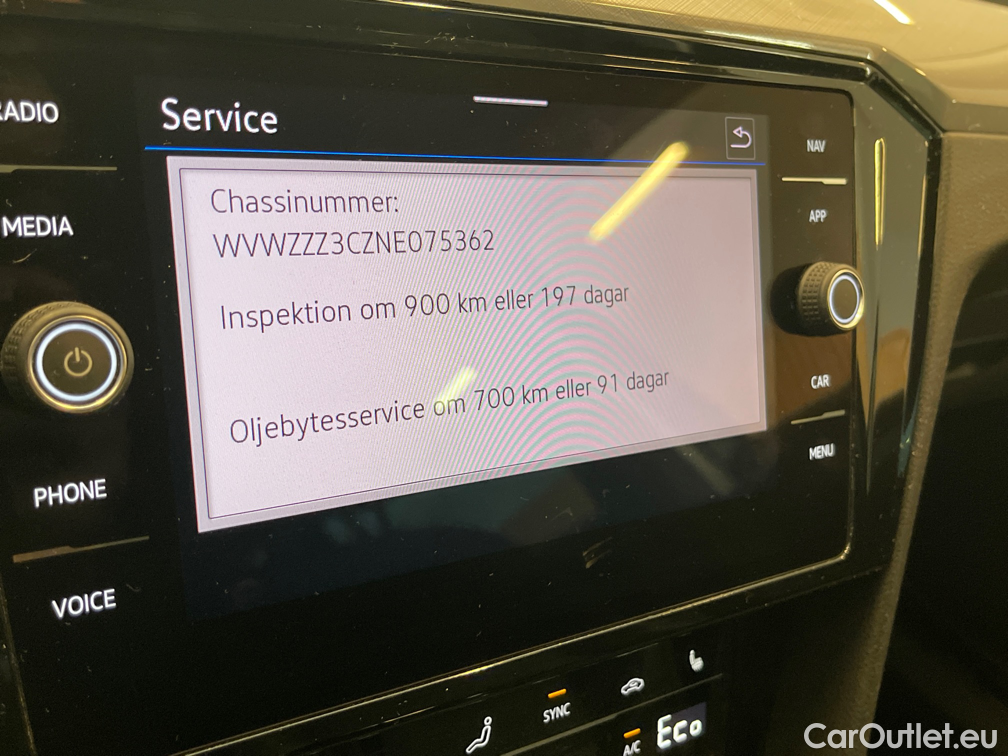 RADIO
MEDIA
PHONE
VOICE
Service
Chassinummer:
WVWZZZ3CZNE075362
Inspektion om 900 km eller 197 dagar
Oljebytesservice om 700 km eller 91 dagar
NAV
APP
CAR
MENU
SYNC
A/C
Eco
CarOutlet.eu